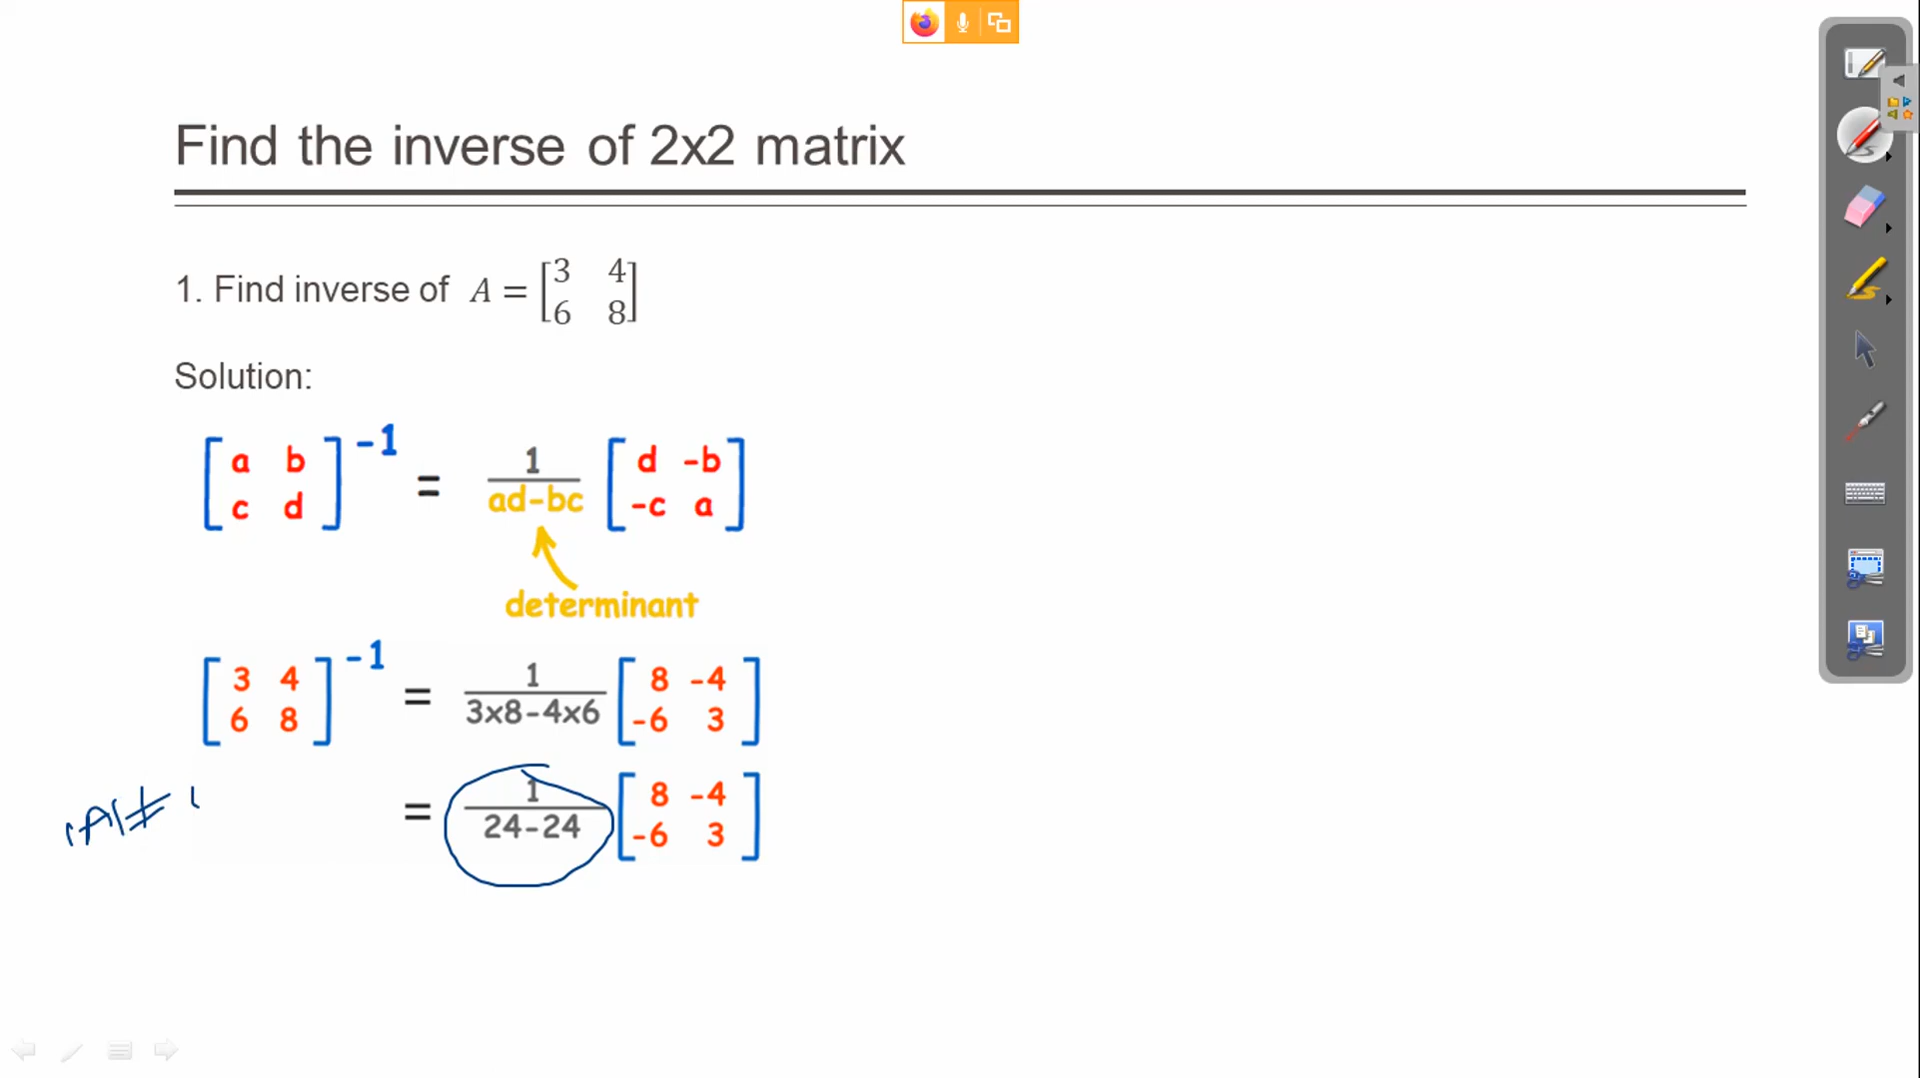 Find the inverse of 2x2 matrix
1. Find inverse of A = [3 4
6 8]
Solution:
[a b
c d]^-1 = 1/ad-bc [d -b
-c a]
determinant
[3 4
6 8]^-1 = 1/3x8-4x6 [8 -4
-6 3]
|A| ≠
= 1/24-24 [8 -4
-6 3]